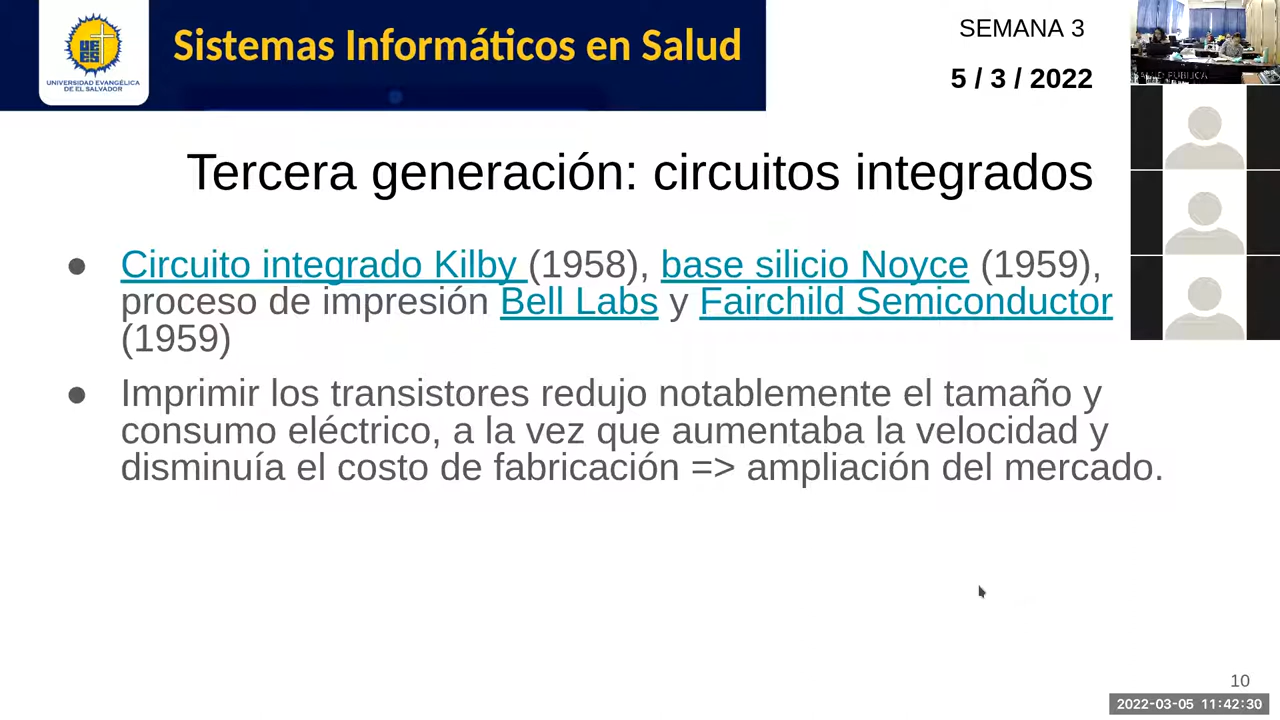 Sistemas Informáticos en Salud
UNIVERSIDAD EVANGÉLICA
DE EL SALVADOR
SEMANA 3
5 / 3 / 2022
Tercera generación: circuitos integrados
● Circuito integrado Kilby (1958), base silicio Noyce (1959),
proceso de impresión Bell Labs y Fairchild Semiconductor
(1959)
● Imprimir los transistores redujo notablemente el tamaño y
consumo eléctrico, a la vez que aumentaba la velocidad y
disminuía el costo de fabricación => ampliación del mercado.
10
2022-03-05 11:42:30